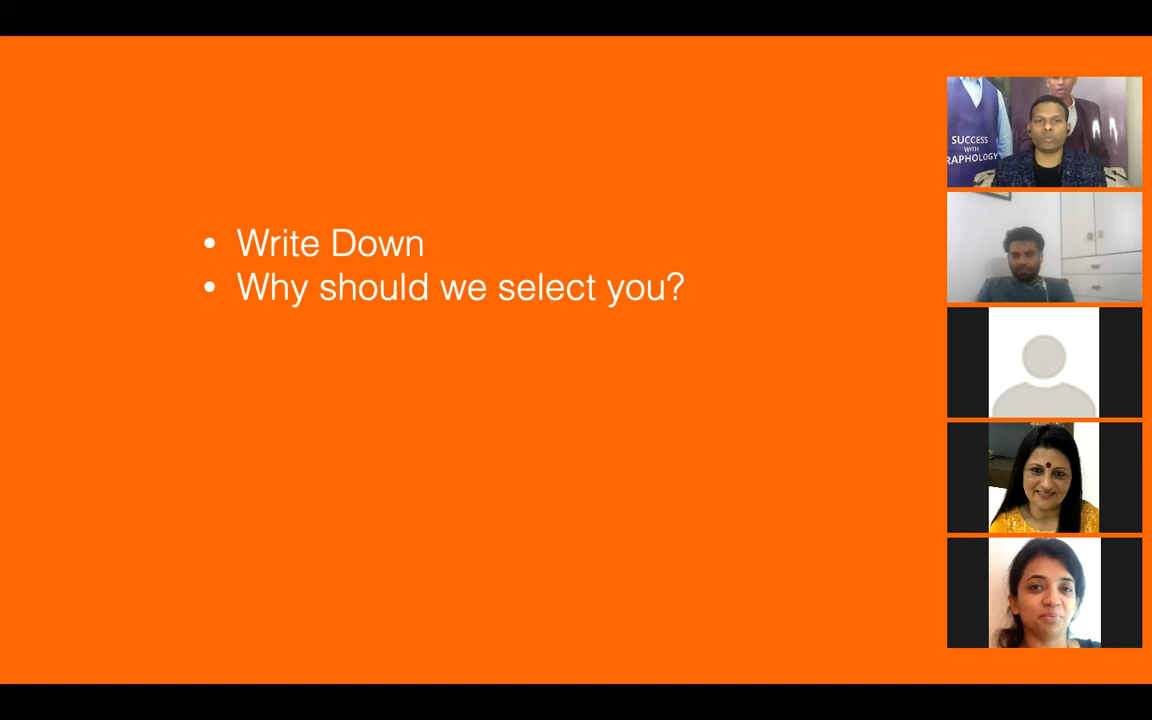 • Write Down
• Why should we select you?
SUCCESS
WITH
RAPHOLOGY